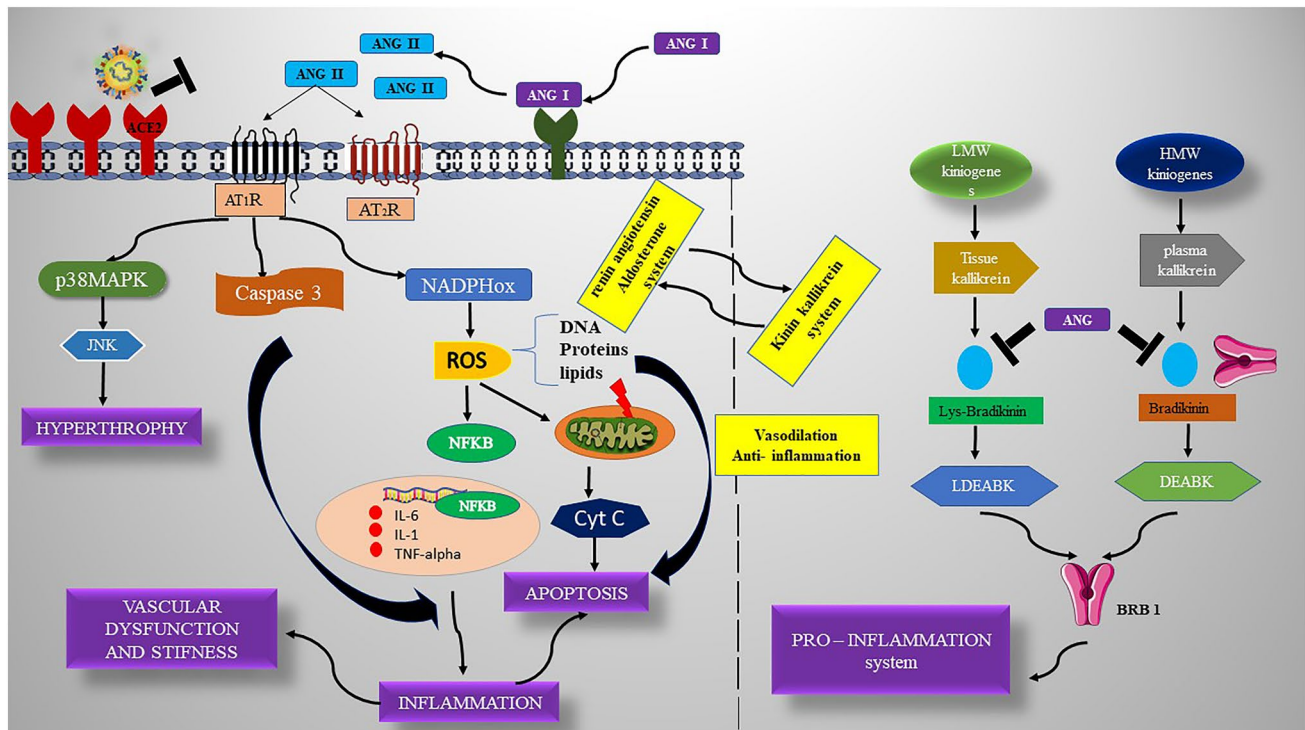 ANG II
ANG I
ANG II
ANG II
ANG I
ACE2
AT1R
AT2R
LMW
kiniogene
s
HMW
kiniogenes
renin angiotensin
Aldosterone
system
Kinin kallikrein
system
Tissue
kallikrein
plasma
kallikrein
p38MAPK
Caspase 3
NADPHox
ANG
JNK
ROS
DNA
Proteins
lipids
Lys-Bradikinin
Bradikinin
HYPERTHROPHY
NFKB
Vasodilation
Anti- inflammation
LDEABK
DEABK
NFKB
IL-6
IL-1
TNF-alpha
Cyt C
APOPTOSIS
BRB 1
VASCULAR
DYSFUNCTION
AND STIFNESS
PRO – INFLAMMATION
system
INFLAMMATION